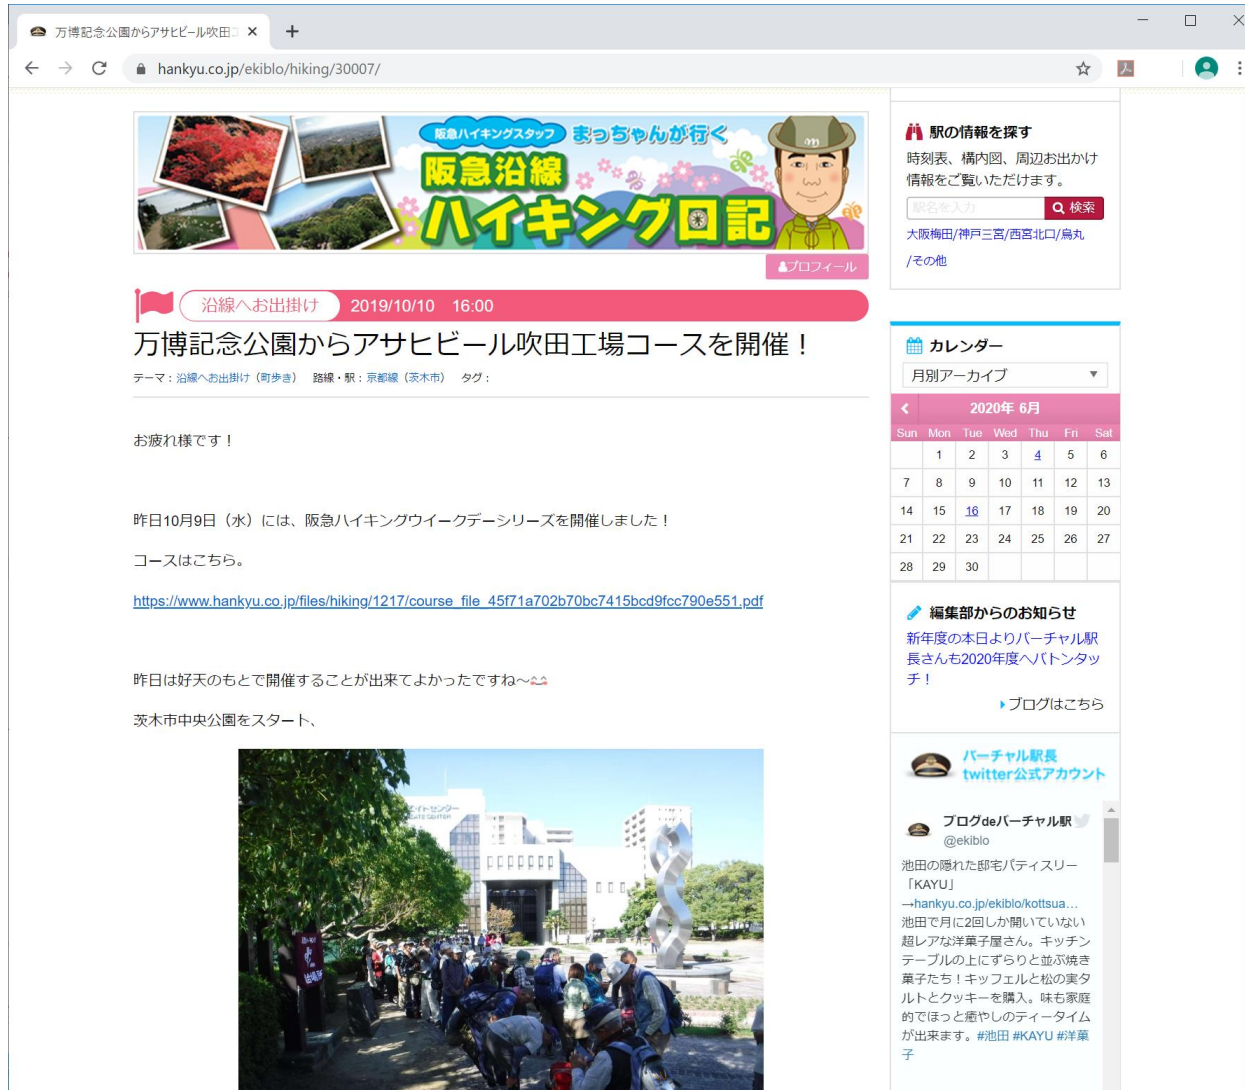 万博記念公園からアサヒビール吹田
hankyu.co.jp/ekiblo/hiking/30007/
阪急ハイキングスタッフ まっちゃんが行く
阪急沿線
ハイキング日記
プロフィール
沿線へお出掛け 2019/10/10 16:00
万博記念公園からアサヒビール吹田工場コースを開催！
テーマ：沿線へお出掛け（町歩き） 路線・駅：京都線（茨木市） タグ：
お疲れ様です！
昨日10月9日（水）には、阪急ハイキングウイークデーシリーズを開催しました！
コースはこちら。
https://www.hankyu.co.jp/files/hiking/1217/course_file_45f71a702b70bc7415bcd9fcc790e551.pdf
昨日は好天のもとで開催することが出来てよかったですね～
茨木市中央公園をスタート、
駅の情報を探す
時刻表、構内図、周辺お出かけ
情報をご覧いただけます。
駅名を入力 検索
大阪梅田/神戸三宮/西宮北口/烏丸
/その他
カレンダー
月別アーカイブ
2020年 6月
Sun Mon Tue Wed Thu Fri Sat
1 2 3 4 5 6
7 8 9 10 11 12 13
14 15 16 17 18 19 20
21 22 23 24 25 26 27
28 29 30
編集部からのお知らせ
新年度の本日よりバーチャル駅
長さんも2020年度へバトンタッ
チ！
ブログはこちら
バーチャル駅長
twitter公式アカウント
ブログdeバーチャル駅
@ekiblo
池田の隠れた邸宅パティスリー
「KAYU」
→hankyu.co.jp/ekiblo/kottsua…
池田で月に2回しか開いていない
超レアな洋菓子屋さん。キッチン
テーブルの上にずらりと並ぶ焼き
菓子たち！キッフェルと松の実タ
ルトとクッキーを購入。味も家庭
的でほっと癒やしのティータイム
が出来ます。#池田 #KAYU #洋菓
子